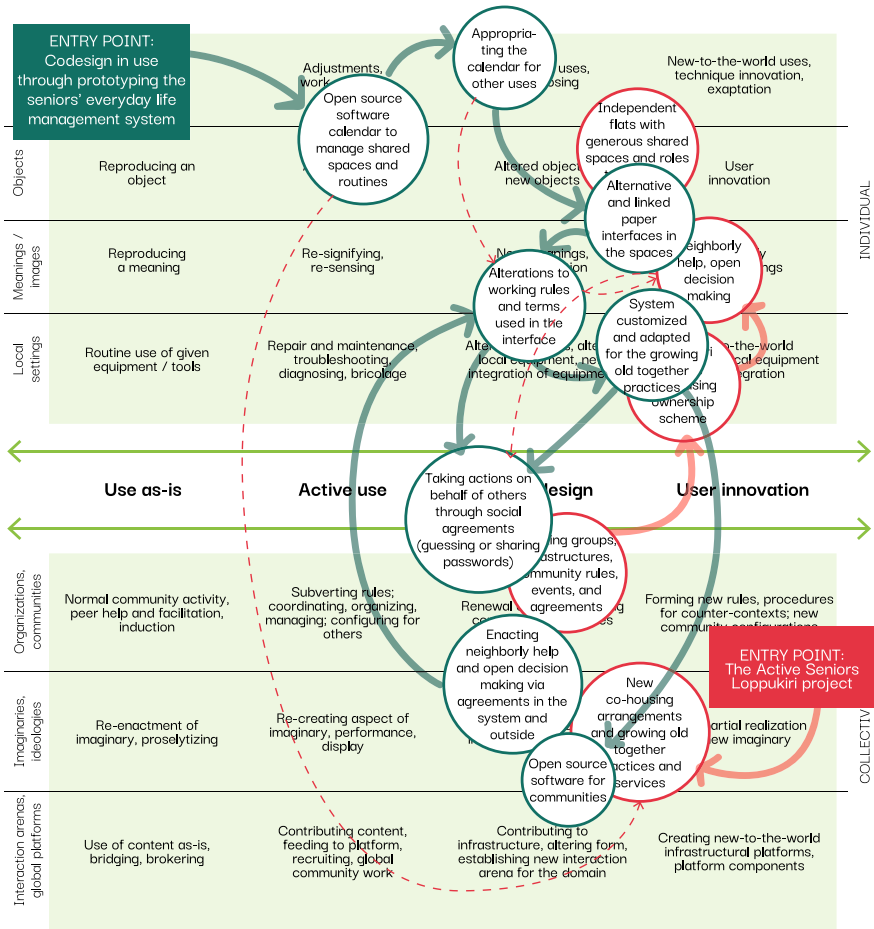 ENTRY POINT:
Codesign in use
through prototyping the
seniors' everyday life
management system
Appropria-
ting the
calendar for
other uses
Adjustments,
work
uses,
New-to-the-world uses,
technique innovation,
exaptation
Open source
software
calendar to
manage shared
spaces and
routines
Independent
flats with
generous shared
spaces and roles
Objects
Reproducing an
object
Altered object
new objects
User
innovation
Alternative
and linked
paper
interfaces in
the spaces
INDIVIDUAL
Meanings /
images
Reproducing
a meaning
Re-signifying,
re-sensing
Alterations to
working rules
and terms
used in the
interface
help, open
decision
making
System
customized
and adapted
for the growing
old together
practices
Local
settings
Routine use of given
equipment / tools
Repair and maintenance,
troubleshooting,
diagnosing, bricolage
local equipment, ne
integration of equipme
-the-world
cal equipment
ownership
scheme
Use as-is
Active use
design
User innovation
Taking actions on
behalf of others
through social
agreements
(guessing or sharing
passwords)
groups,
events, and
agreements
Organizations,
communities
Normal community activity,
peer help and facilitation,
induction
Subverting rules;
coordinating, organizing,
managing; configuring for
others
Renewal
Forming new rules, procedures
for counter-contexts; new
community configurations
Enacting
neighborly help
and open decision
making via
agreements in the
system and
outside
ENTRY POINT:
The Active Seniors
Loppukiri project
New
co-housing
arrangements
and growing old
together
services
Imaginaries,
ideologies
Re-enactment of
imaginary, proselytizing
Re-creating aspect of
imaginary, performance,
display
realization
imaginary
Open source
software for
communities
Interaction arenas,
global platforms
Use of content as-is,
bridging, brokering
Contributing content,
feeding to platform,
recruiting, global
community work
Contributing to
infrastructure, altering form,
establishing new interaction
arena for the domain
Creating new-to-the-world
infrastructural platforms,
platform components